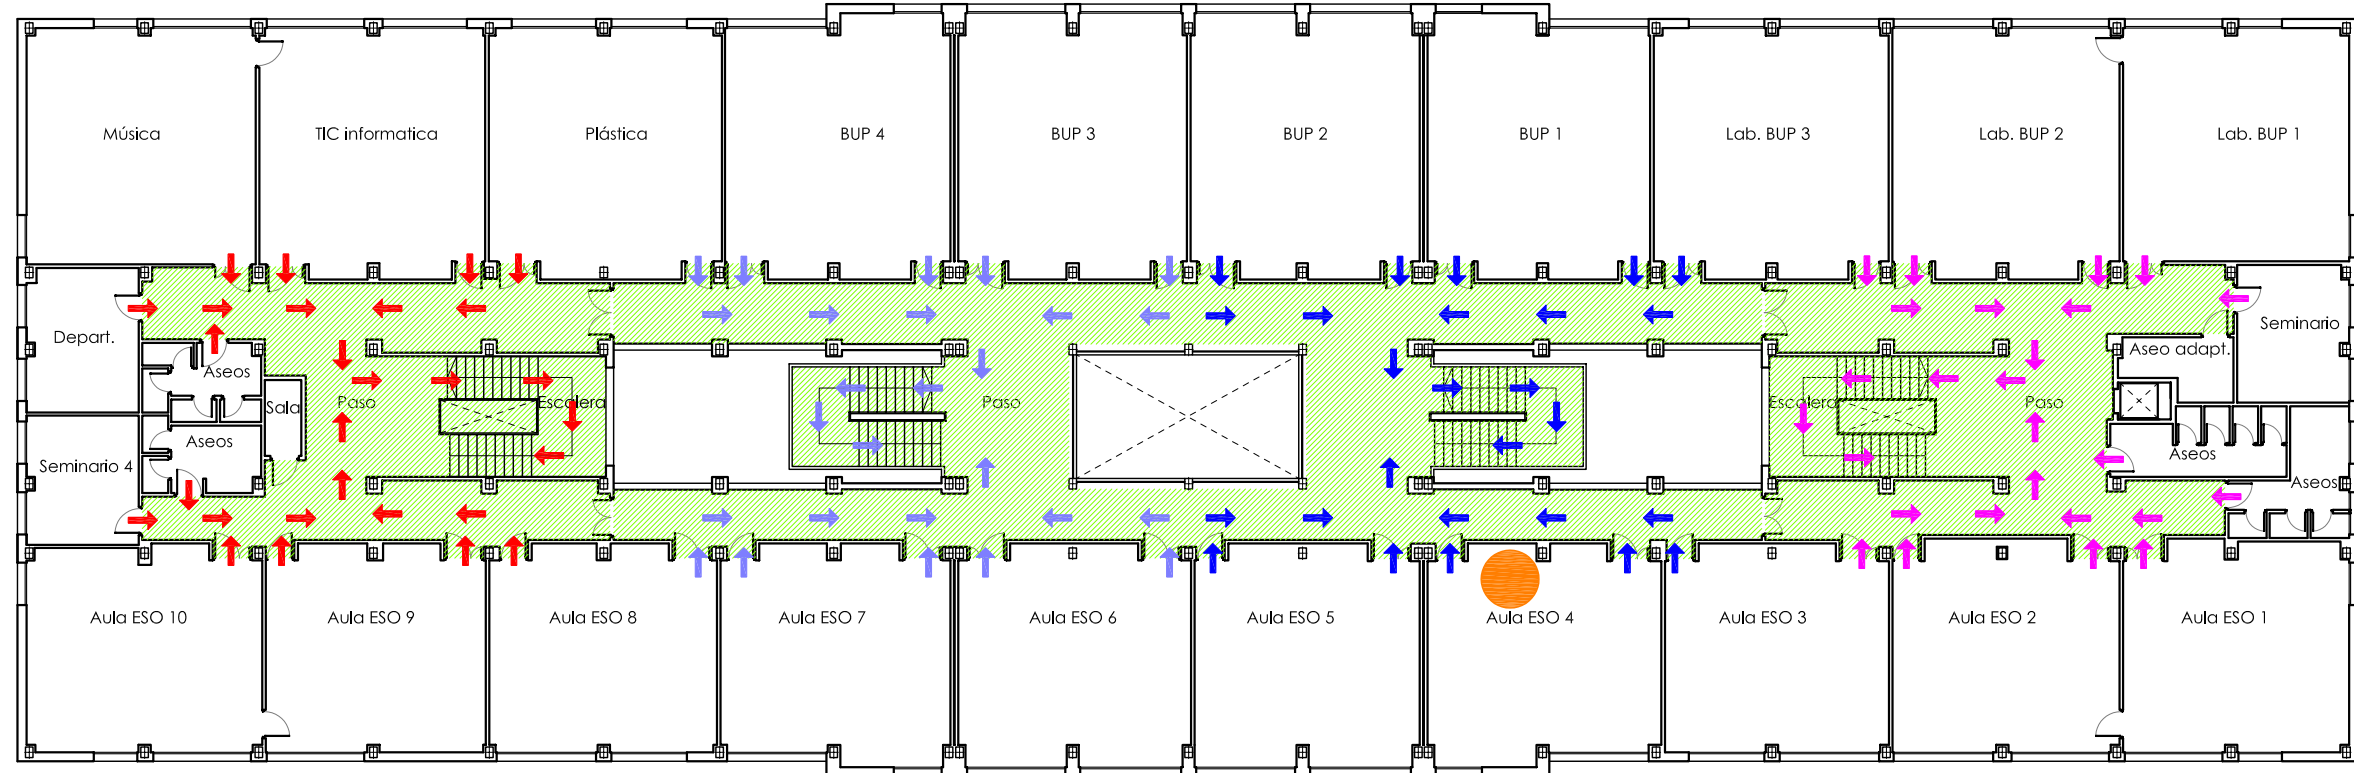 Música
TIC informatica
Plástica
BUP 4
BUP 3
BUP 2
BUP 1
Lab. BUP 3
Lab. BUP 2
Lab. BUP 1
Depart.
Seminario
Aseo adapt.
Aseos
Sala
Paso
Escalera
Paso
Escalera
Paso
Aseos
Seminario 4
Aseos
Aseos
Aula ESO 10
Aula ESO 9
Aula ESO 8
Aula ESO 7
Aula ESO 6
Aula ESO 5
Aula ESO 4
Aula ESO 3
Aula ESO 2
Aula ESO 1